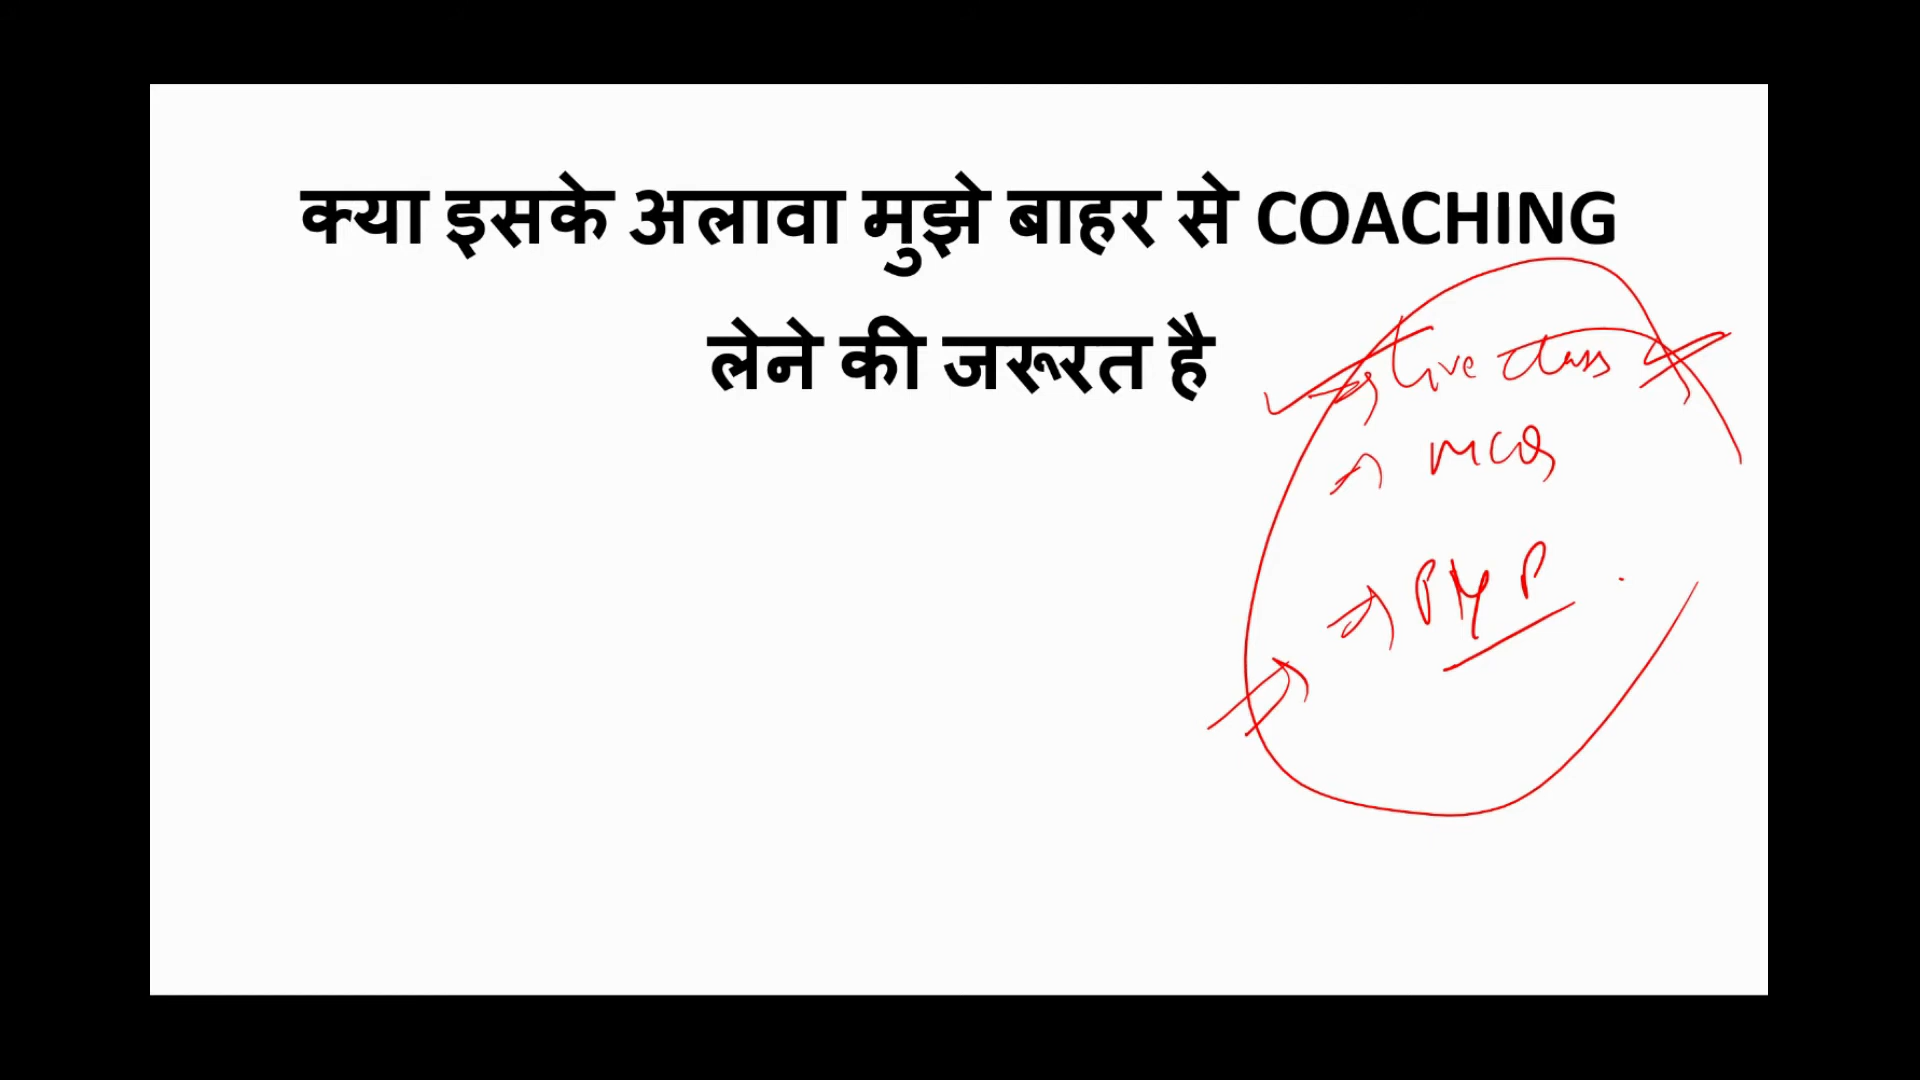 क्या इसके अलावा मुझे बाहर से COACHING
लेने की जरूरत है
Live class
MCQ
PYP